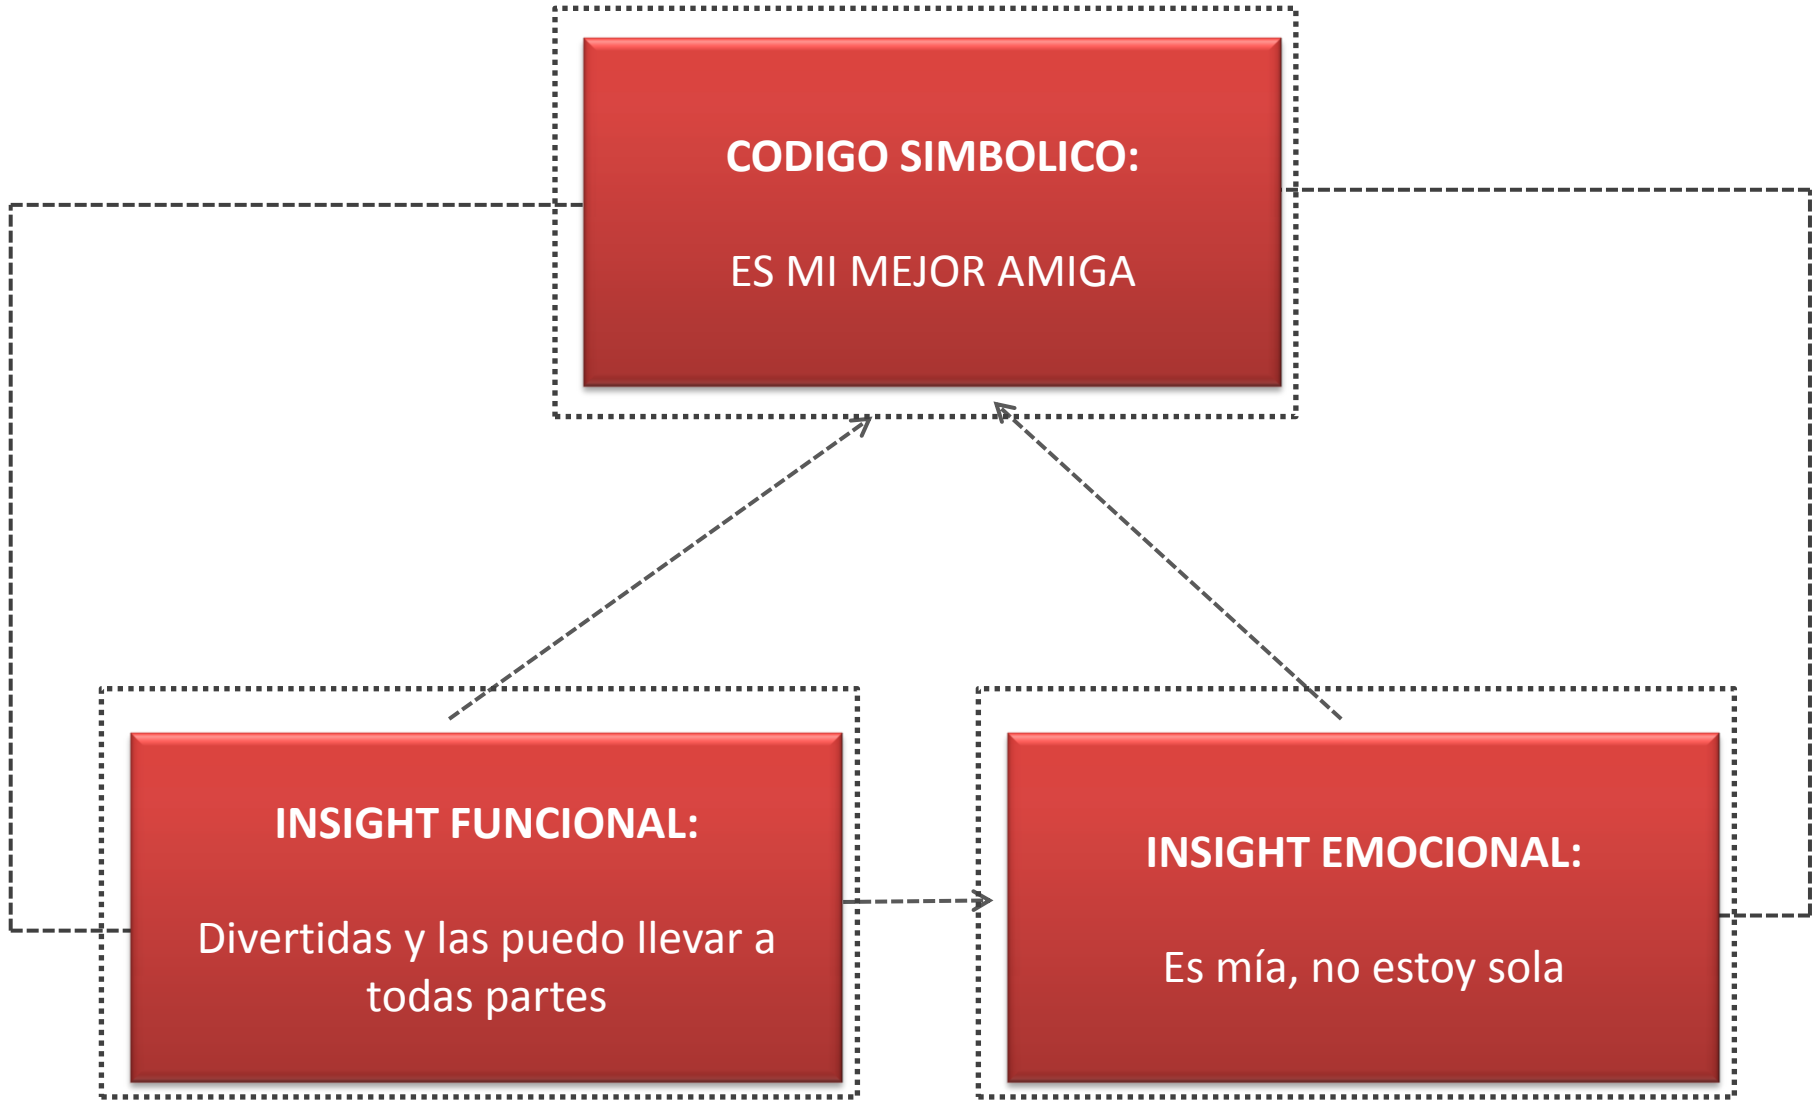 CODIGO SIMBOLICO:
ES MI MEJOR AMIGA
INSIGHT FUNCIONAL:
Divertidas y las puedo llevar a
todas partes
INSIGHT EMOCIONAL:
Es mía, no estoy sola